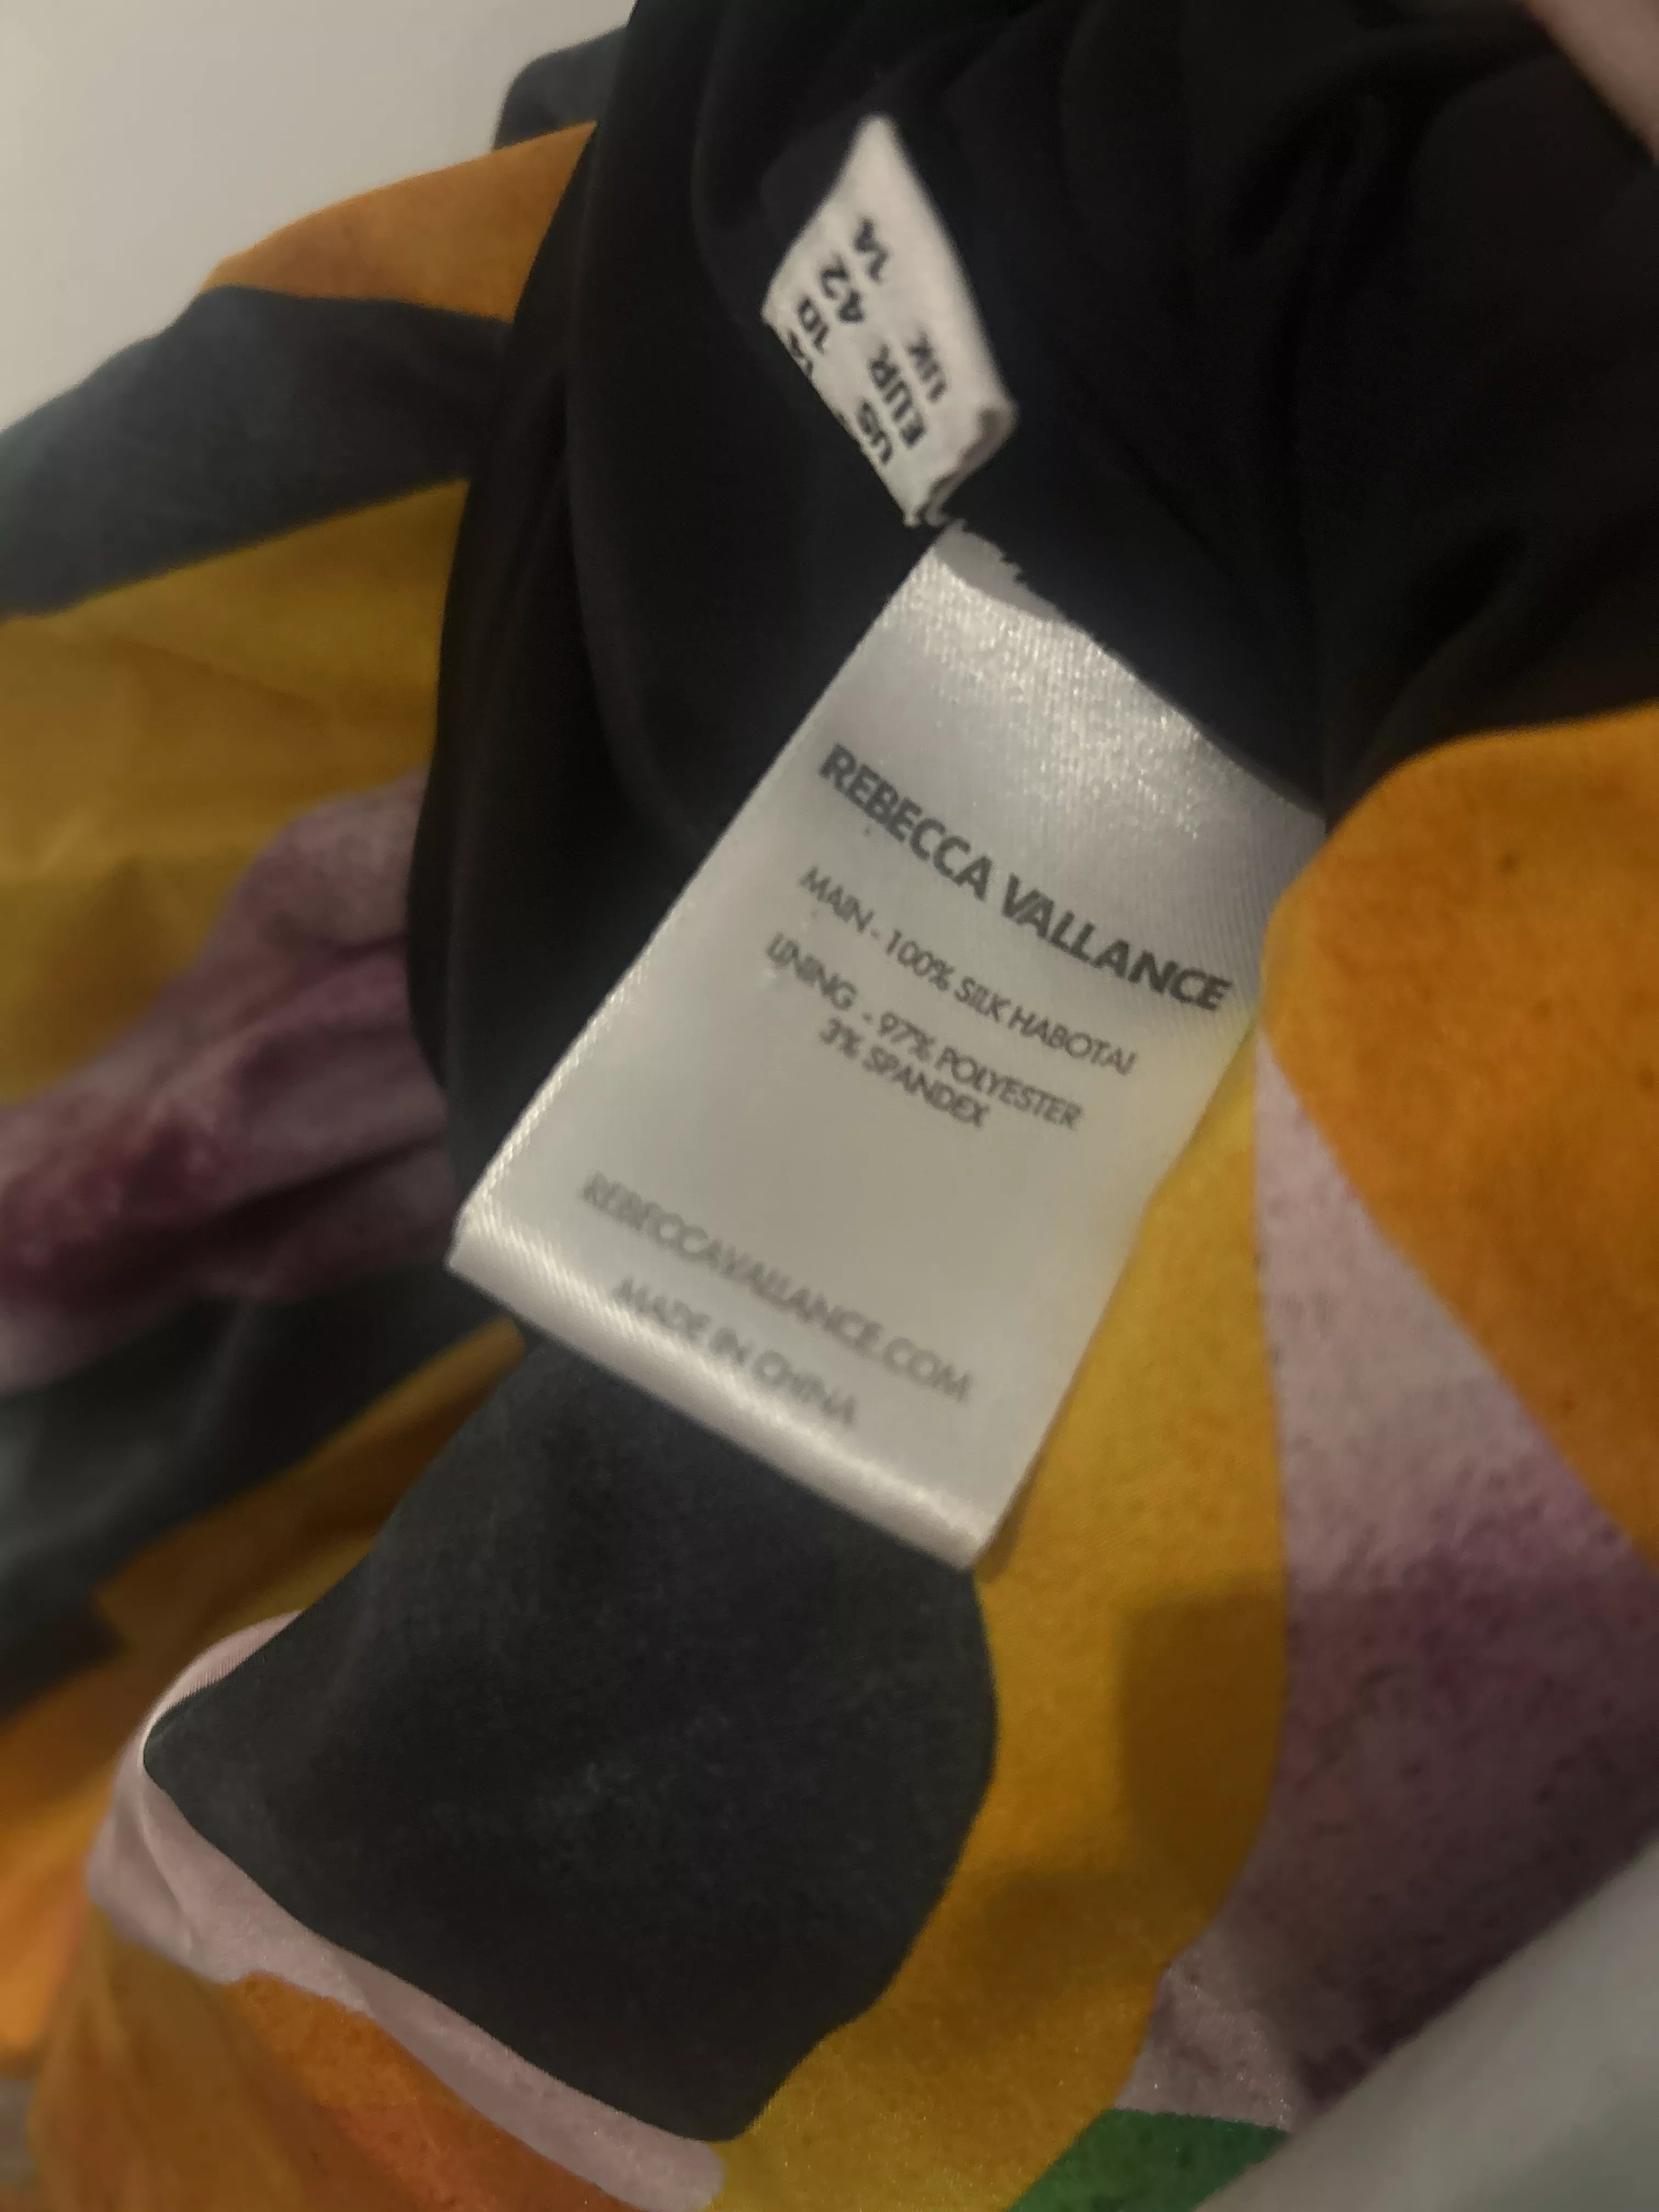 US 10
EUR 42
UK 14
REBECCA VALLANCE
MAIN - 100% SILK HABOTAI
LINING - 97% POLYESTER
3% SPANDEX
REBECCAVALLANCE.COM
MADE IN CHINA